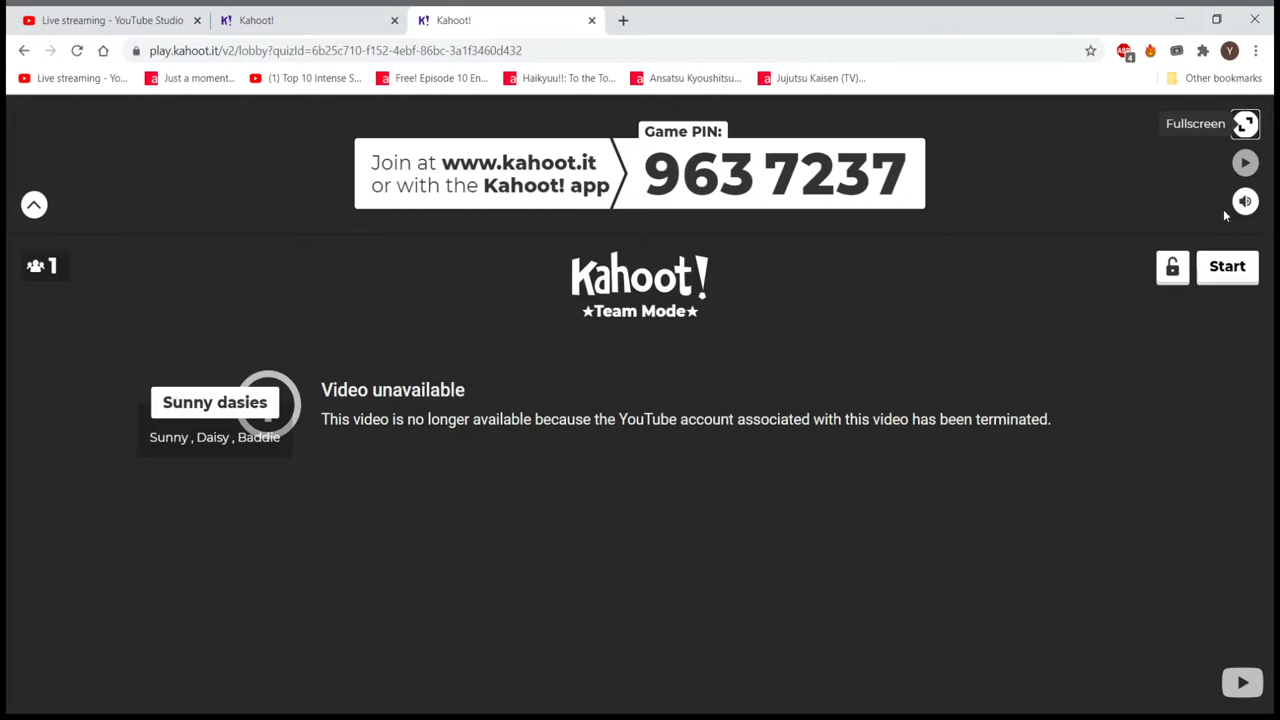 Live streaming - YouTube Studio
Kahoot!
Kahoot!
play.kahoot.it/v2/lobby?quizId=6b25c710-f152-4ebf-86bc-3a1f3460d432
ABP
4
Y
Live streaming - Yo...
Just a moment...
(1) Top 10 Intense S...
Free! Episode 10 En...
Haikyuu!!: To the To...
Ansatsu Kyoushitsu...
Jujutsu Kaisen (TV)...
Other bookmarks
Game PIN:
Join at www.kahoot.it
or with the Kahoot! app
963 7237
Fullscreen
1
Kahoot!
★Team Mode★
Start
Sunny dasies
Sunny , Daisy , Baddie
Video unavailable
This video is no longer available because the YouTube account associated with this video has been terminated.